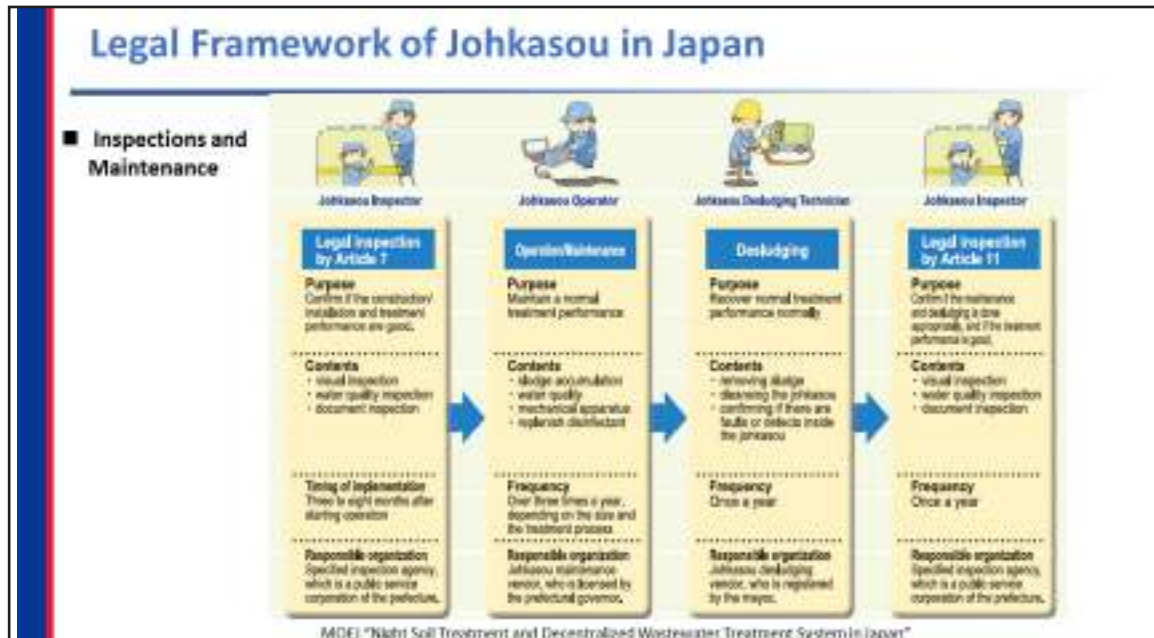 Legal Framework of Johkasou in Japan
■ Inspections and
Maintenance
Johkasou Inspector
Legal inspection
by Article 7
Purpose
Confirm if the construction/
installation and treatment
performance are good.
Contents
・visual inspection
・water quality inspection
・document inspection
Timing of implementation
Three to eight months after
starting operation
Responsible organization
Specified inspection agency,
which is a public service
corporation of the prefecture.
Johkasou Operator
Operation/Maintenance
Purpose
Maintain a normal
treatment performance
Contents
・sludge accumulation
・water quality
・mechanical apparatus
・replenish disinfectant
Frequency
Over three times a year,
depending on the size and
the treatment process
Responsible organization
Johkasou maintenance
vendor, who is licensed by
the prefectural governor.
Johkasou Desludging Technician
Desludging
Purpose
Recover normal treatment
performance normally
Contents
・removing sludge
・cleansing the johkasou
・confirming if there are
faults or defects inside
the johkasou
Frequency
Once a year
Responsible organization
Johkasou desludging
vendor, who is registered
by the mayor.
Johkasou Inspector
Legal inspection
by Article 11
Purpose
Confirm if the maintenance
and desludging is done
appropriately, and if the treatment
performance is good.
Contents
・visual inspection
・water quality inspection
・document inspection
Frequency
Once a year
Responsible organization
Specified inspection agency,
which is a public service
corporation of the prefecture.
MOEJ "Night Soil Treatment and Decentralized Wastewater Treatment System in Japan"